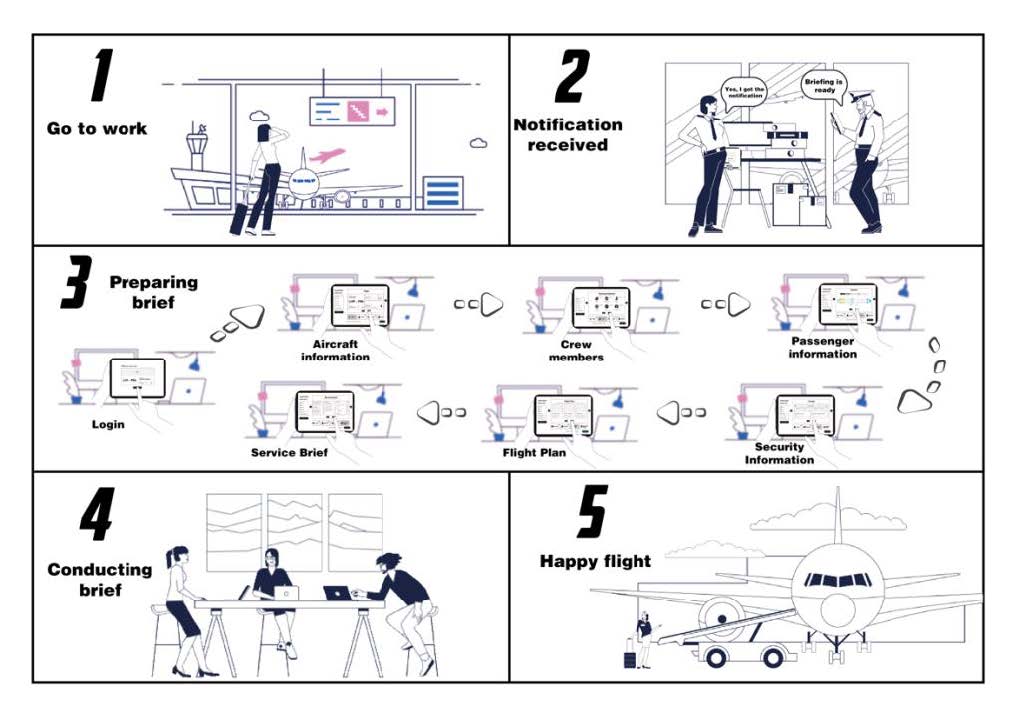 1
Go to work
2
Notification
received
Yes, I got the
notification
Briefing is
ready
3
Preparing
brief
Login
Aircraft
information
Crew
members
Passenger
information
Security
Information
Flight Plan
Service Brief
4
Conducting
brief
5
Happy flight